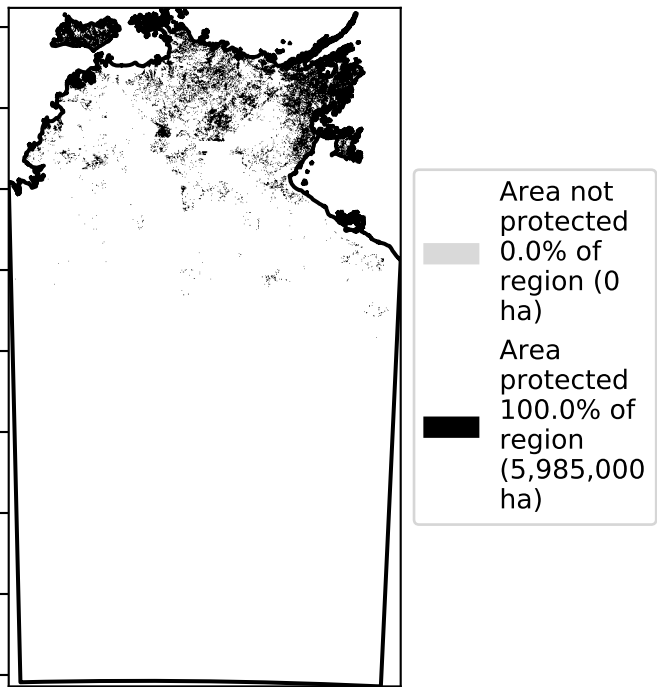 Area not
protected
0.0% of
region (0
ha)
Area
protected
100.0% of
region
(5,985,000
ha)